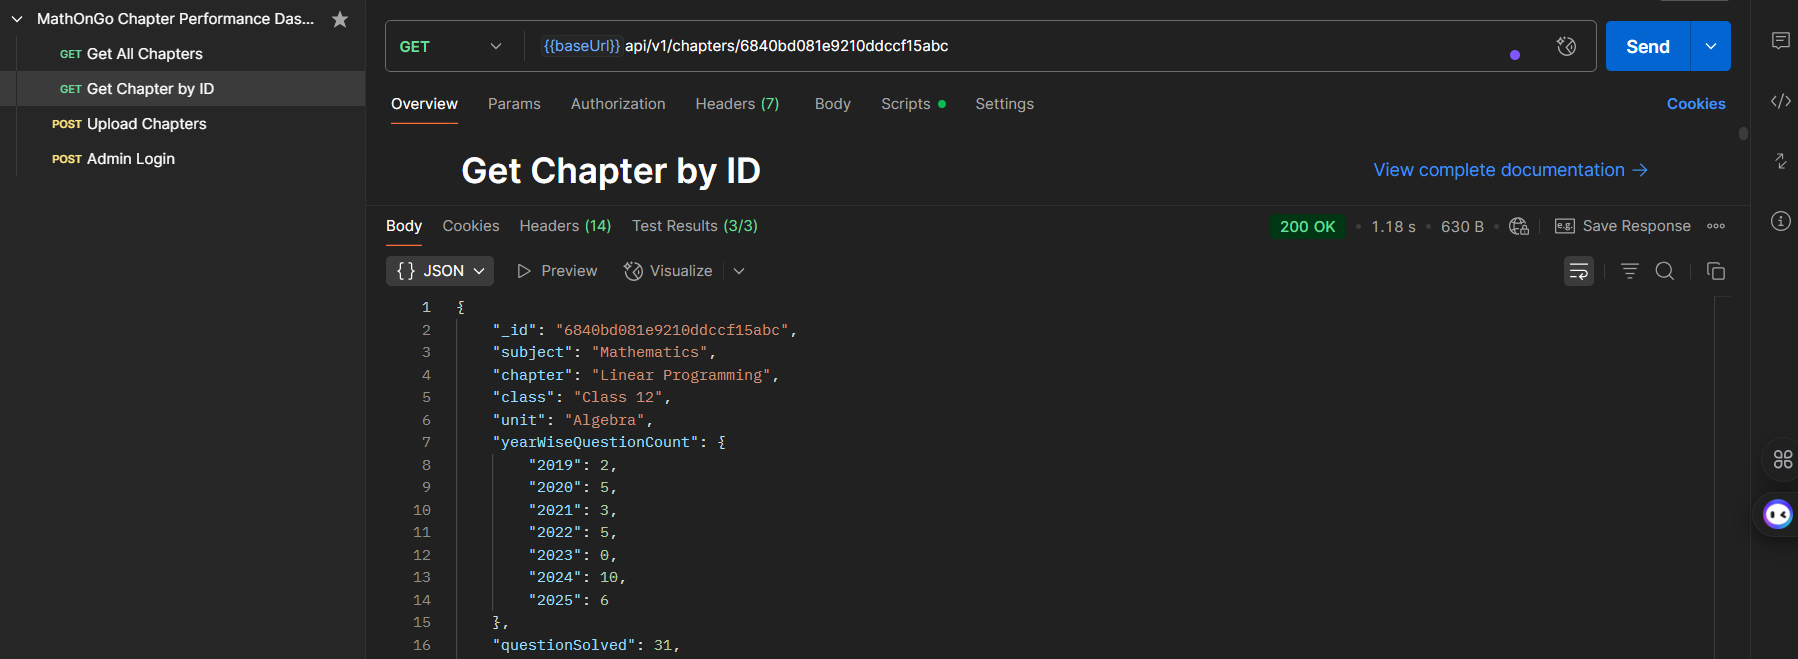 MathOnGo Chapter Performance Das...
GET Get All Chapters
GET Get Chapter by ID
POST Upload Chapters
POST Admin Login
GET {{baseUrl}} api/v1/chapters/6840bd081e9210ddccf15abc Send
Overview Params Authorization Headers (7) Body Scripts Settings Cookies
Get Chapter by ID View complete documentation →
Body Cookies Headers (14) Test Results (3/3) 200 OK • 1.18 s • 630 B • e.g. Save Response
{} JSON Preview Visualize
1 {
2 "_id": "6840bd081e9210ddccf15abc",
3 "subject": "Mathematics",
4 "chapter": "Linear Programming",
5 "class": "Class 12",
6 "unit": "Algebra",
7 "yearWiseQuestionCount": {
8 "2019": 2,
9 "2020": 5,
10 "2021": 3,
11 "2022": 5,
12 "2023": 0,
13 "2024": 10,
14 "2025": 6
15 },
16 "questionSolved": 31,